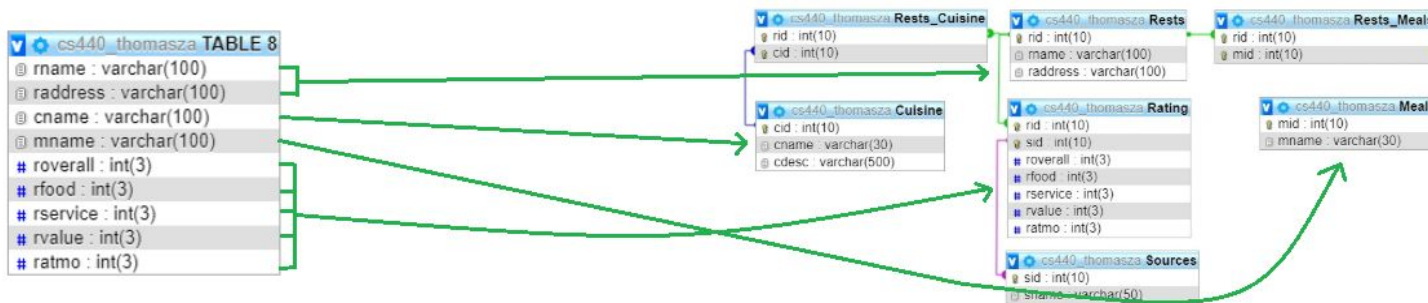 cs440_thomasza TABLE 8
rname : varchar(100)
raddress : varchar(100)
cname : varchar(100)
mname : varchar(100)
# roverall : int(3)
# rfood : int(3)
# rservice : int(3)
# rvalue : int(3)
# ratmo : int(3)
cs440_thomasza Rests_Cuisine
rid : int(10)
cid : int(10)
cs440_thomasza Cuisine
cid : int(10)
cname : varchar(30)
cdesc : varchar(500)
cs440_thomasza Rests
rid : int(10)
rname : varchar(100)
raddress : varchar(100)
cs440_thomasza Rating
rid : int(10)
sid : int(10)
# roverall : int(3)
# rfood : int(3)
# rservice : int(3)
# rvalue : int(3)
# ratmo : int(3)
cs440_thomasza Sources
sid : int(10)
sname : varchar(50)
cs440_thomasza Rests_Meals
rid : int(10)
mid : int(10)
cs440_thomasza Meal
mid : int(10)
mname : varchar(30)